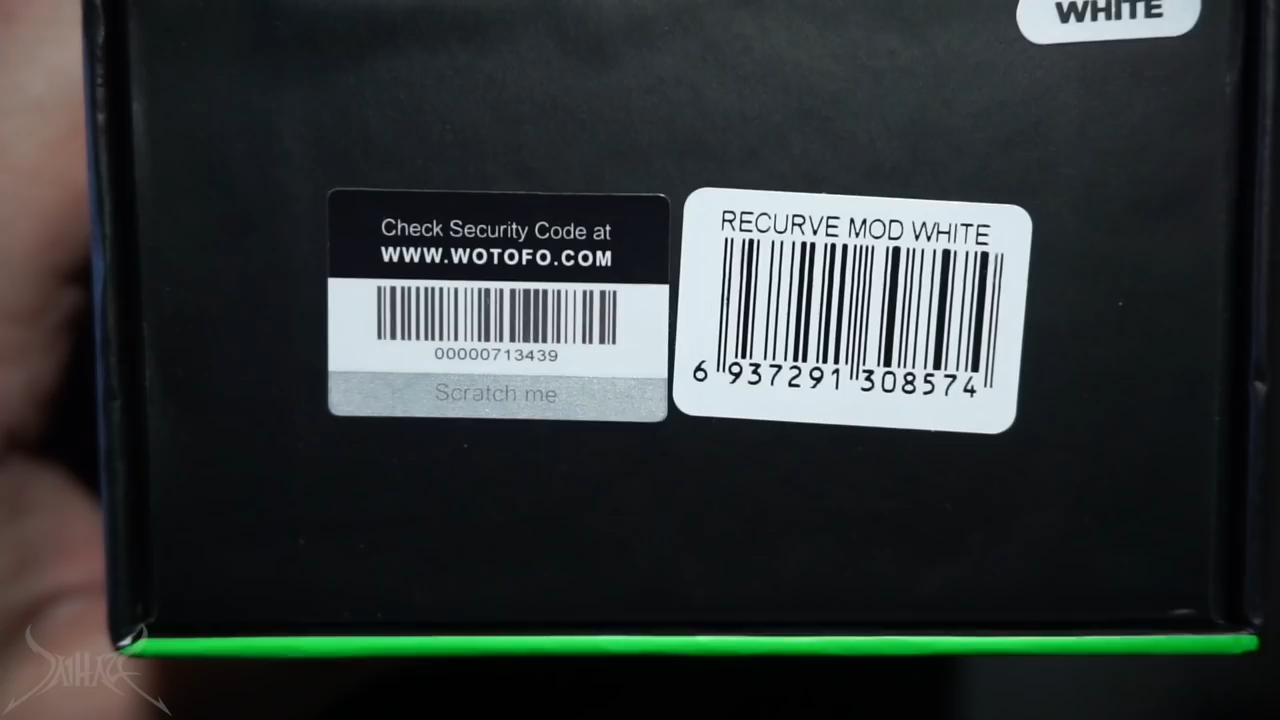 WHITE
Check Security Code at
WWW.WOTOFO.COM
00000713439
Scratch me
RECURVE MOD WHITE
6 937291 308574